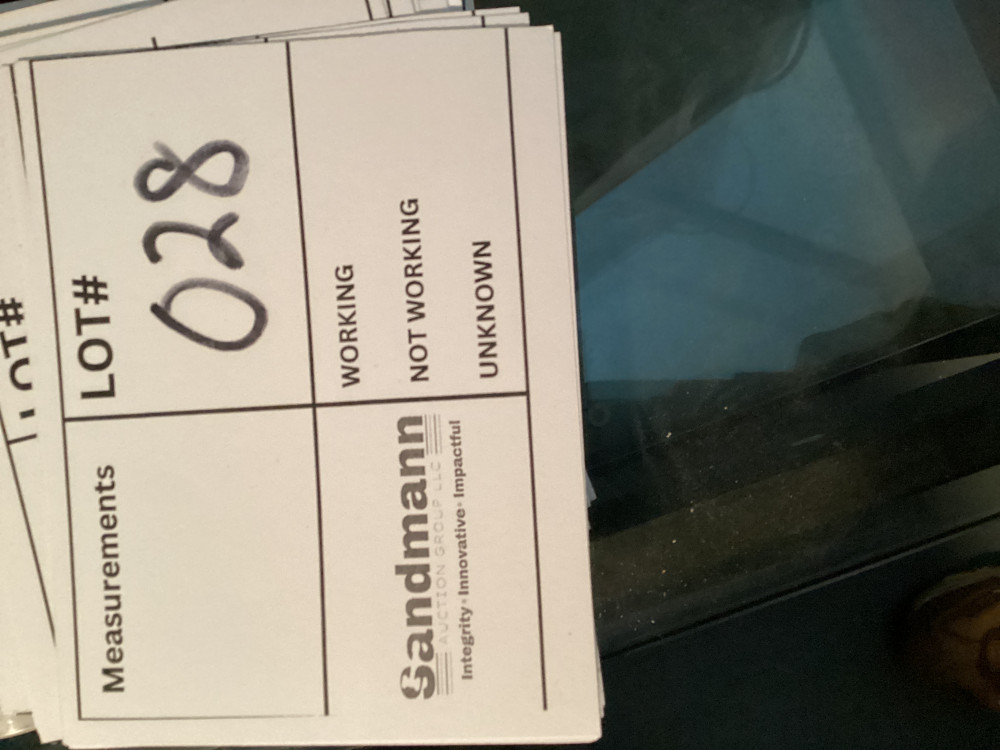 LOT#
Measurements
LOT#
028
WORKING
NOT WORKING
UNKNOWN
Sandmann
AUCTION GROUP LLC
Integrity • Innovative • Impactful